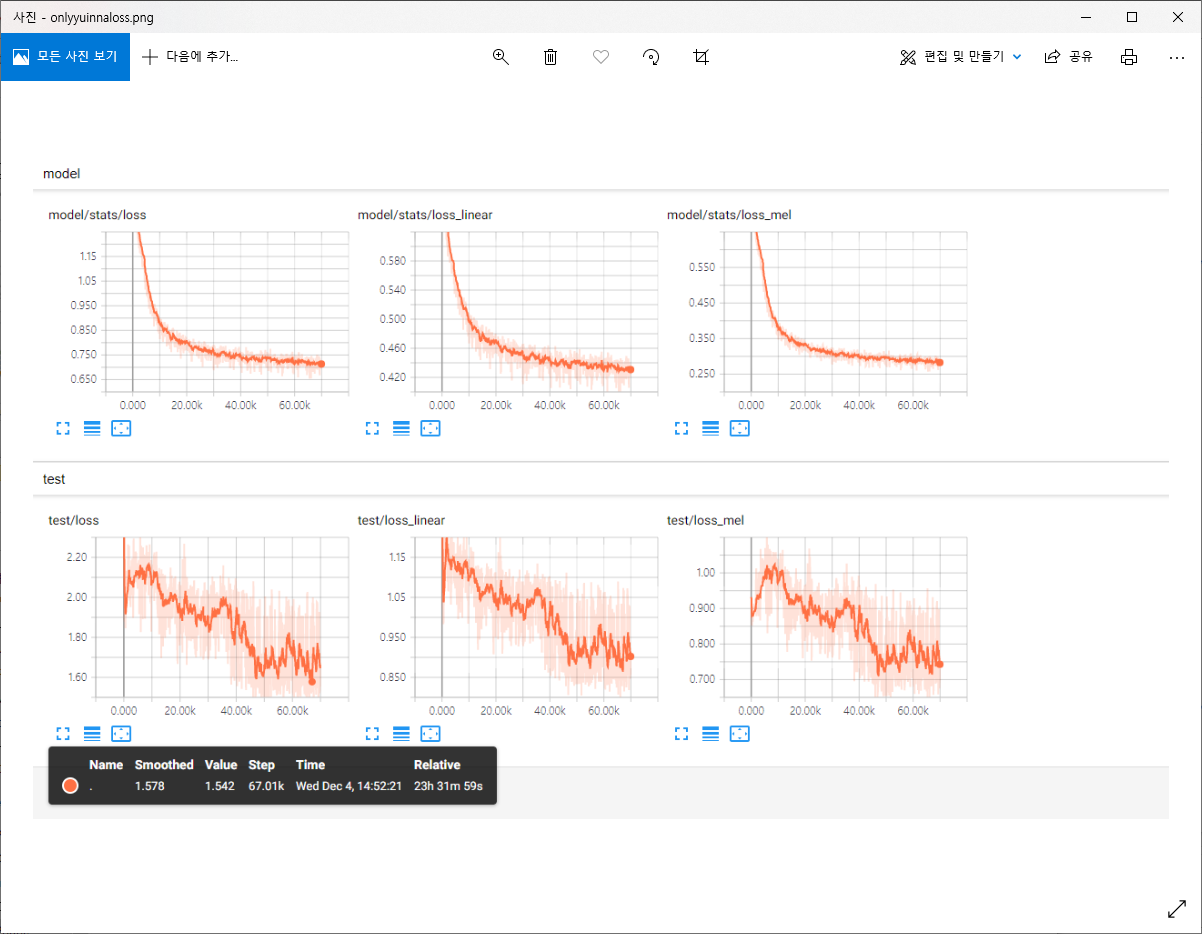 사진 - onlyyuinnaloss.png
모든 사진 보기
다음에 추가...
편집 및 만들기
공유
model
model/stats/loss
1.15
1.05
0.950
0.850
0.750
0.650
0.000 20.00k 40.00k 60.00k
model/stats/loss_linear
0.580
0.540
0.500
0.460
0.420
0.000 20.00k 40.00k 60.00k
model/stats/loss_mel
0.550
0.450
0.350
0.250
0.000 20.00k 40.00k 60.00k
test
test/loss
2.20
2.00
1.80
1.60
0.000 20.00k 40.00k 60.00k
test/loss_linear
1.15
1.05
0.950
0.850
0.000 20.00k 40.00k 60.00k
test/loss_mel
1.00
0.900
0.800
0.700
0.000 20.00k 40.00k 60.00k
Name Smoothed Value Step Time Relative
. 1.578 1.542 67.01k Wed Dec 4, 14:52:21 23h 31m 59s